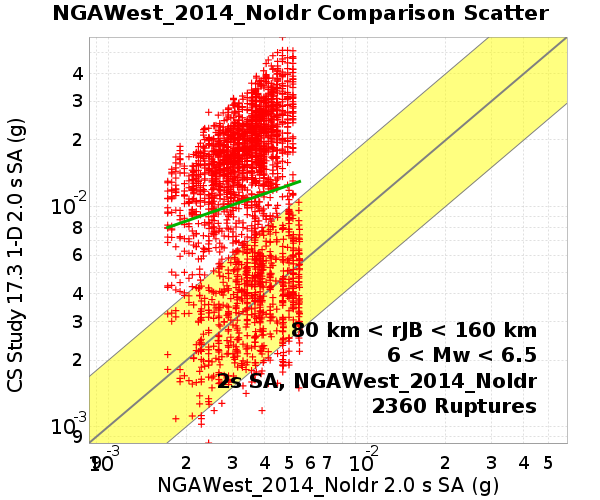 NGAWest_2014_NoIdr Comparison Scatter
CS Study 17.3 1-D 2.0 s SA (g)
4
3
2
10-2
8
6
4
3
2
10-3
9
80 km < rJB < 160 km
6 < Mw < 6.5
2s SA, NGAWest_2014_NoIdr
2360 Ruptures
9 10-3 2 3 4 5 6 7 10-2 2 3 4 5
NGAWest_2014_NoIdr 2.0 s SA (g)